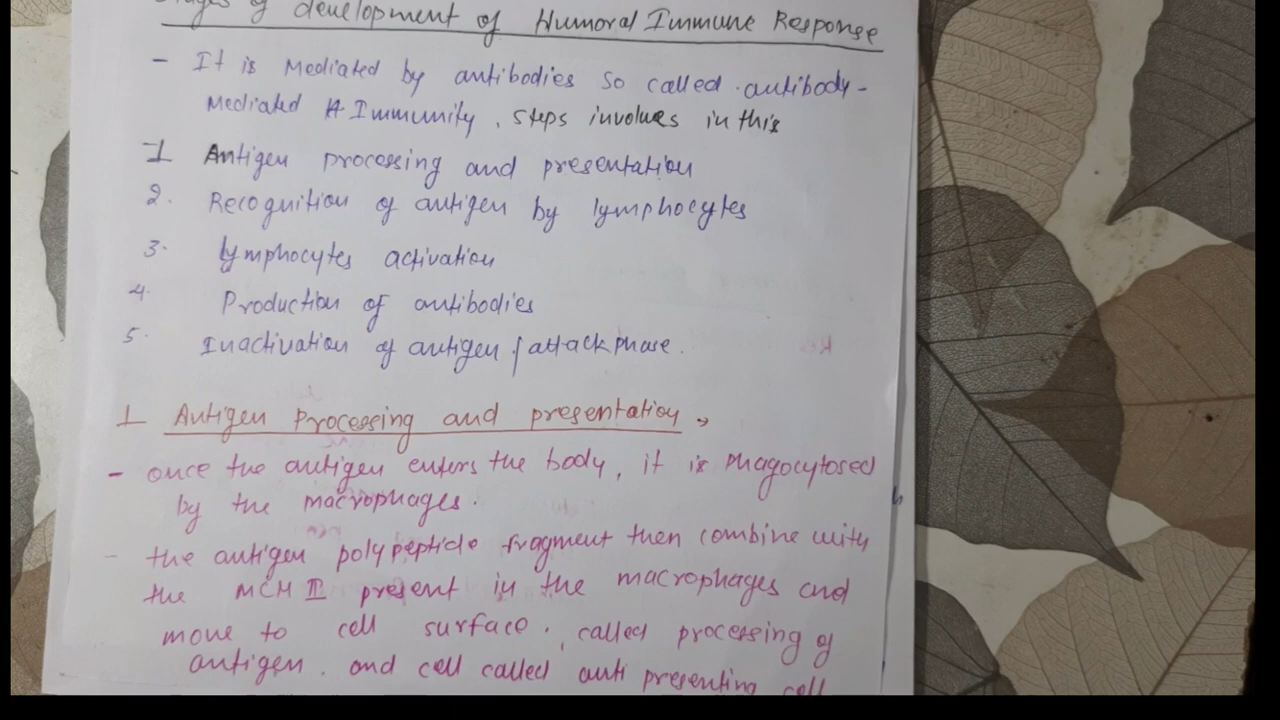 Stages of development of Humoral Immune Response
- It is Mediated by antibodies so called antibody-
Mediated Immunity. steps involves in this
1 Antigen processing and presentation
2. Recognition of antigen by lymphocytes
3. lymphocytes activation
4. Production of antibodies
5. Inactivation of antigen / attack phase.
1 Antigen Processing and presentation →
- once the antigen enters the body, it is phagocytosed
by the macrophages.
- the antigen polypeptide fragment then combine with
the MCH II present in the macrophages and
move to cell surface. called processing of
antigen. and cell called anti presenting cell